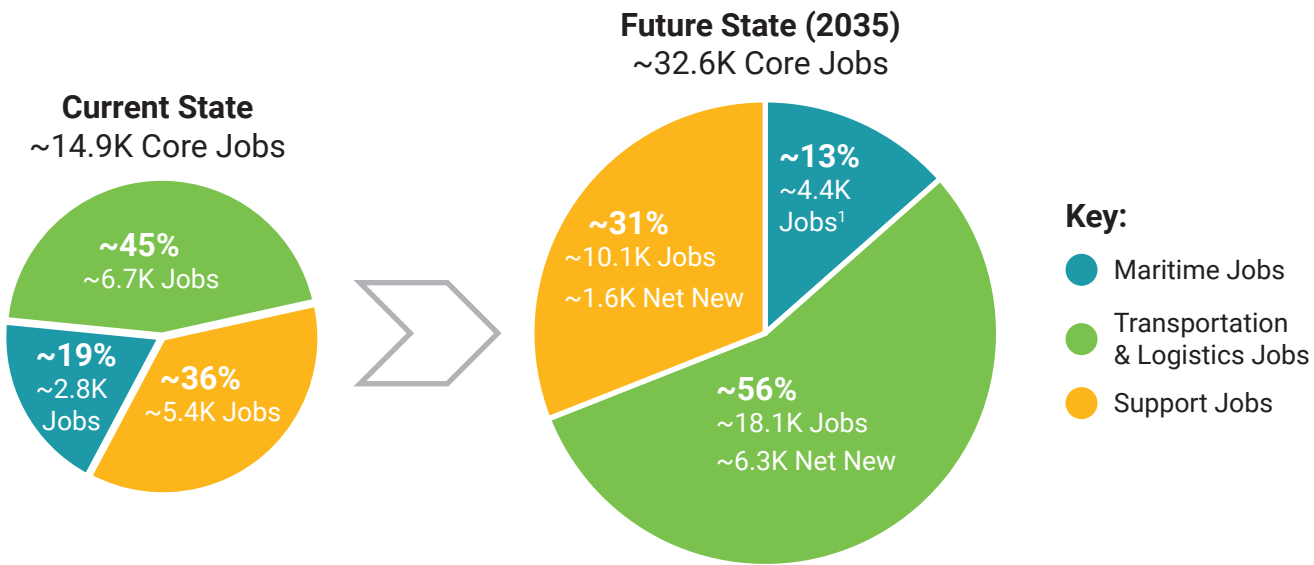 Current State
~14.9K Core Jobs
~45%
~6.7K Jobs
~19%
~2.8K
Jobs
~36%
~5.4K Jobs
Future State (2035)
~32.6K Core Jobs
~31%
~10.1K Jobs
~1.6K Net New
~13%
~4.4K
Jobs¹
~56%
~18.1K Jobs
~6.3K Net New
Key:
Maritime Jobs
Transportation
& Logistics Jobs
Support Jobs